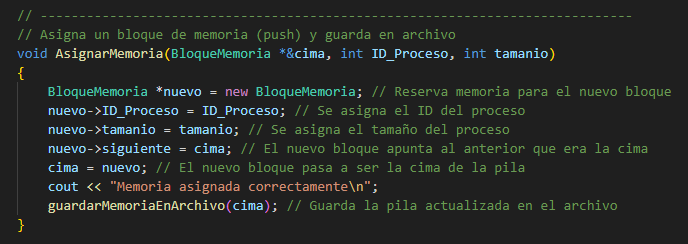 // ---------------------------------------------------------------------------
// Asigna un bloque de memoria (push) y guarda en archivo
void AsignarMemoria(BloqueMemoria *&cima, int ID_Proceso, int tamanio)
{
    BloqueMemoria *nuevo = new BloqueMemoria; // Reserva memoria para el nuevo bloque
    nuevo->ID_Proceso = ID_Proceso; // Se asigna el ID del proceso
    nuevo->tamanio = tamanio; // Se asigna el tamaño del proceso
    nuevo->siguiente = cima; // El nuevo bloque apunta al anterior que era la cima
    cima = nuevo; // El nuevo bloque pasa a ser la cima de la pila
    cout << "Memoria asignada correctamente\n";
    guardarMemoriaEnArchivo(cima); // Guarda la pila actualizada en el archivo
}